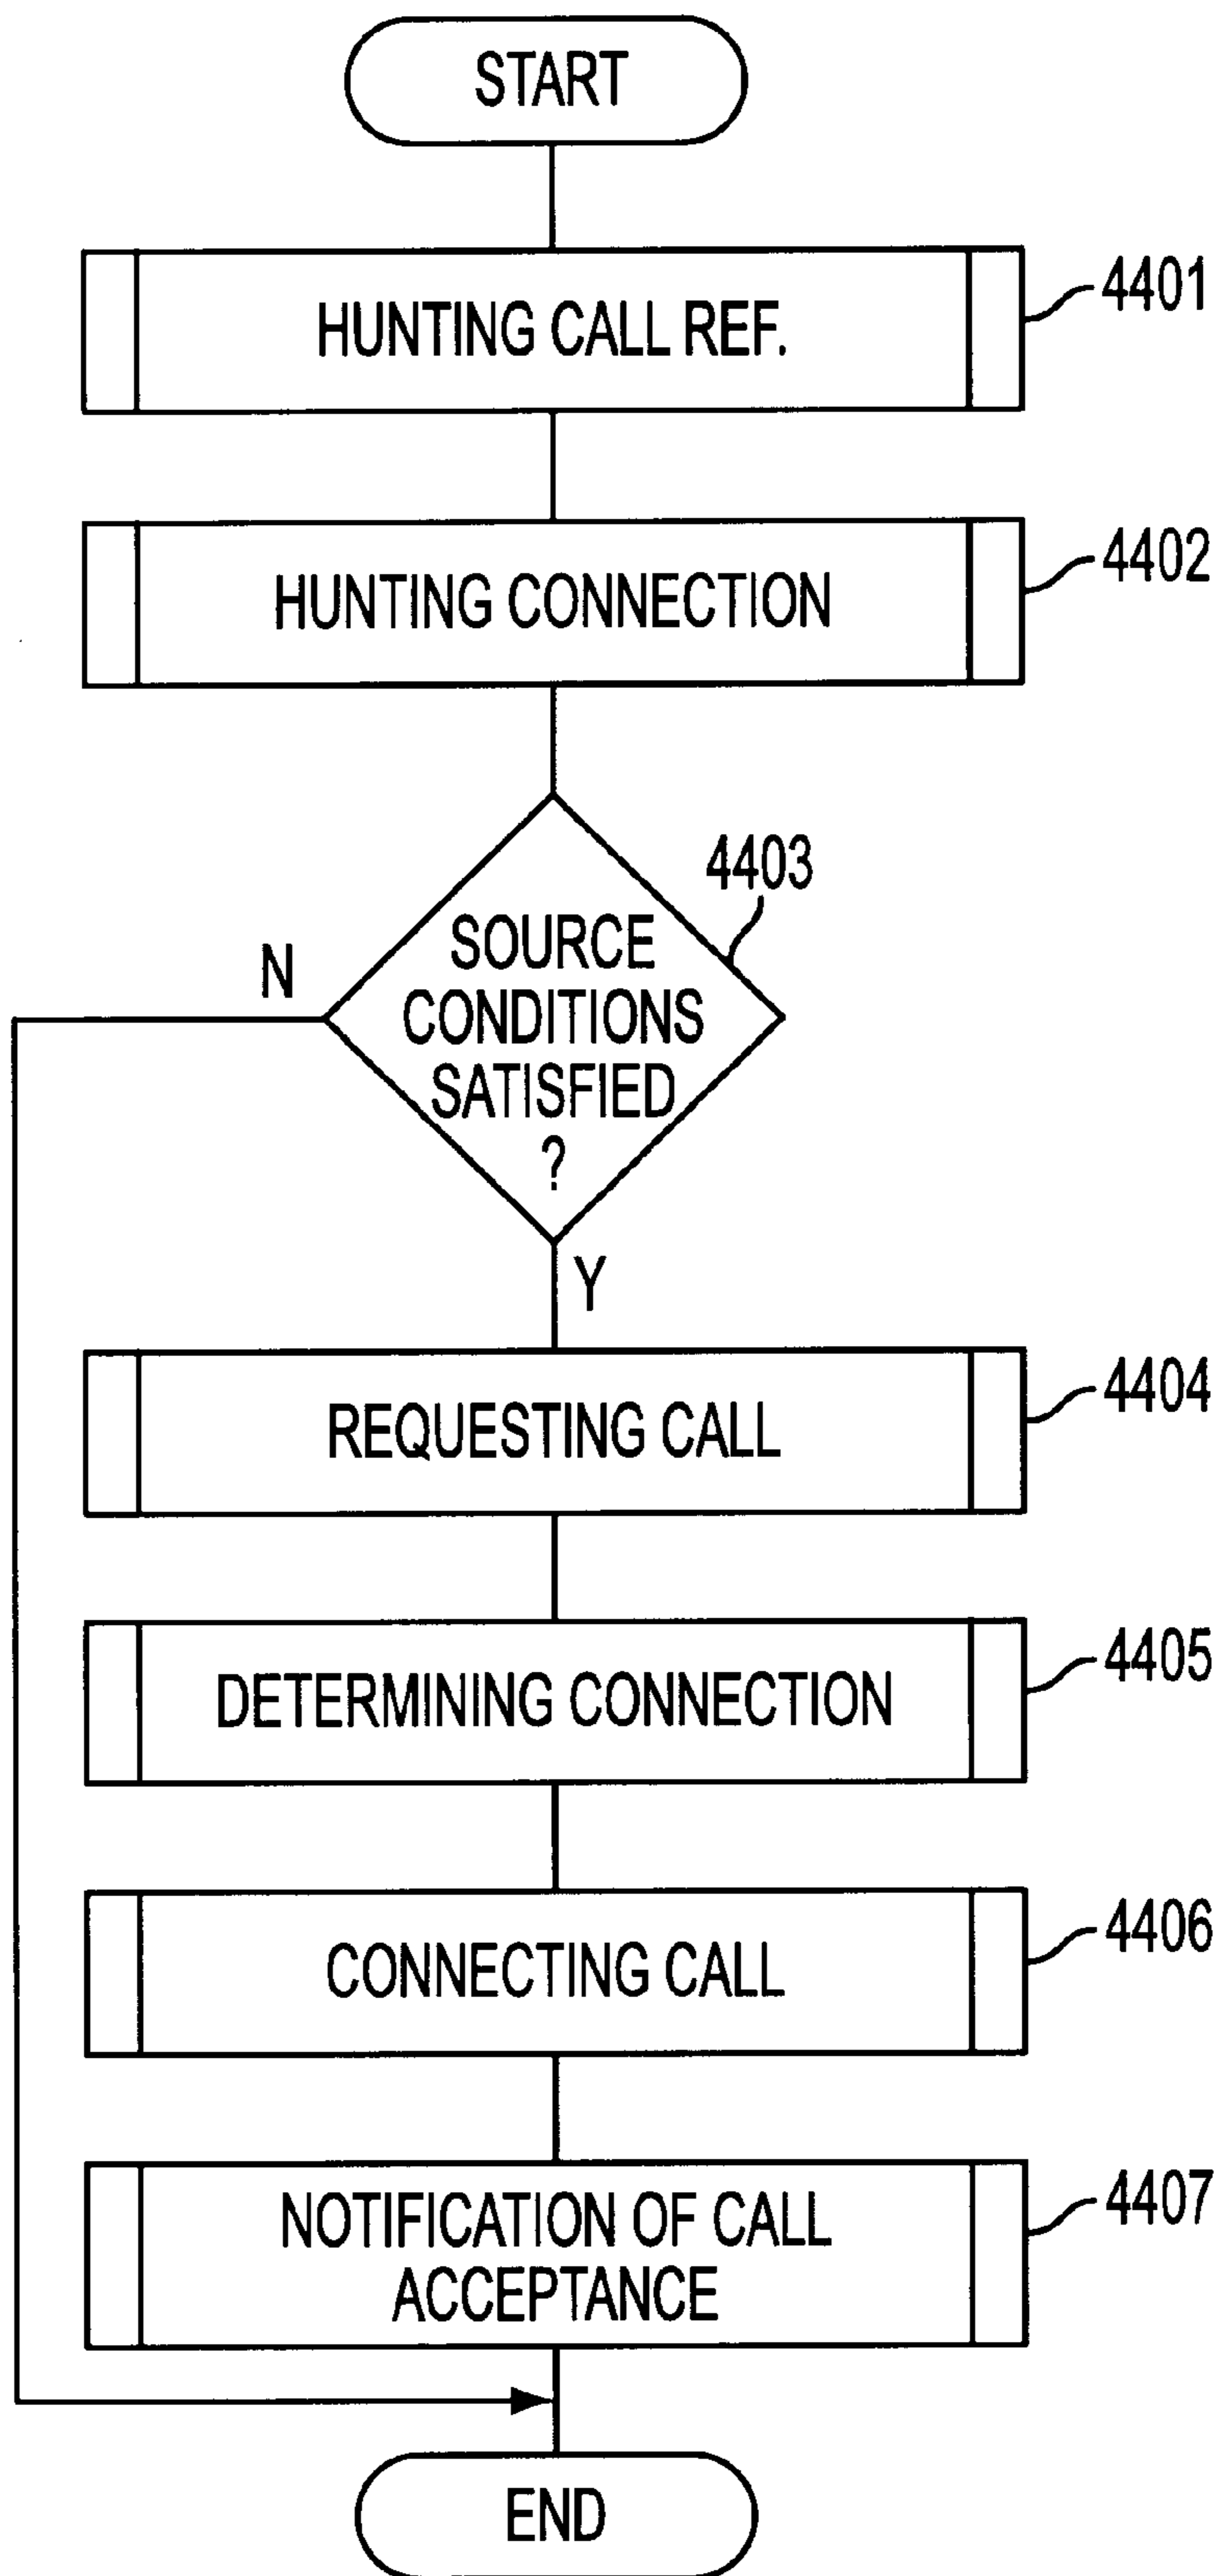 START
HUNTING CALL REF.
4401
HUNTING CONNECTION
4402
4403
SOURCE
CONDITIONS
SATISFIED
?
N
Y
REQUESTING CALL
4404
DETERMINING CONNECTION
4405
CONNECTING CALL
4406
NOTIFICATION OF CALL
ACCEPTANCE
4407
END